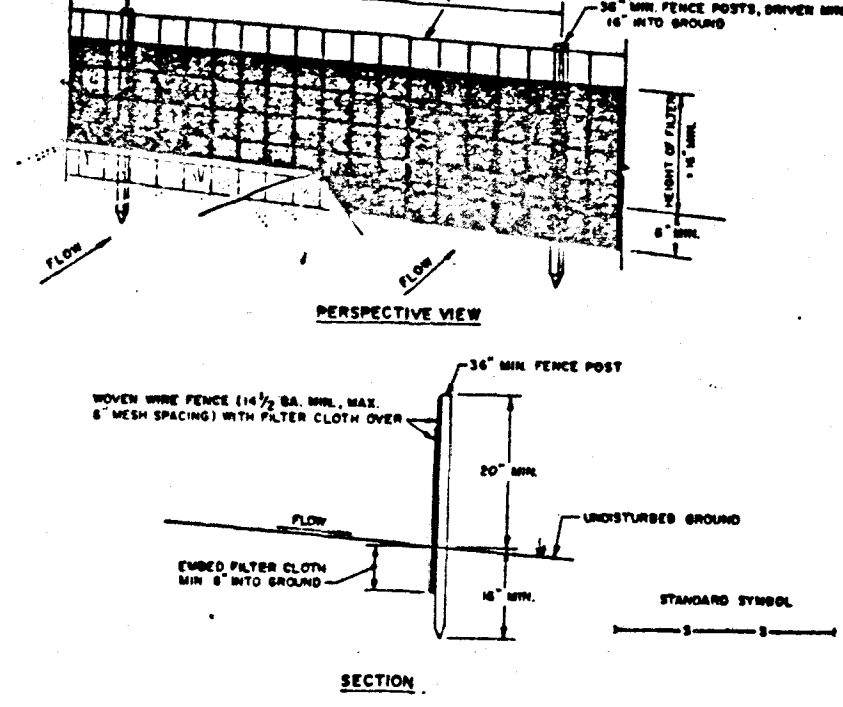 36" MIN. FENCE POSTS, DRIVEN MIN.
16" INTO GROUND
HEIGHT OF FILTER
= 16" MIN.
8" MIN.
FLOW
FLOW
PERSPECTIVE VIEW
36" MIN. FENCE POST
WOVEN WIRE FENCE (14 1/2 GA. MIN., MAX.
6" MESH SPACING) WITH FILTER CLOTH OVER
20" MIN.
FLOW
UNDISTURBED GROUND
EMBED FILTER CLOTH
MIN 8" INTO GROUND
16" MIN.
STANDARD SYMBOL
S S
SECTION